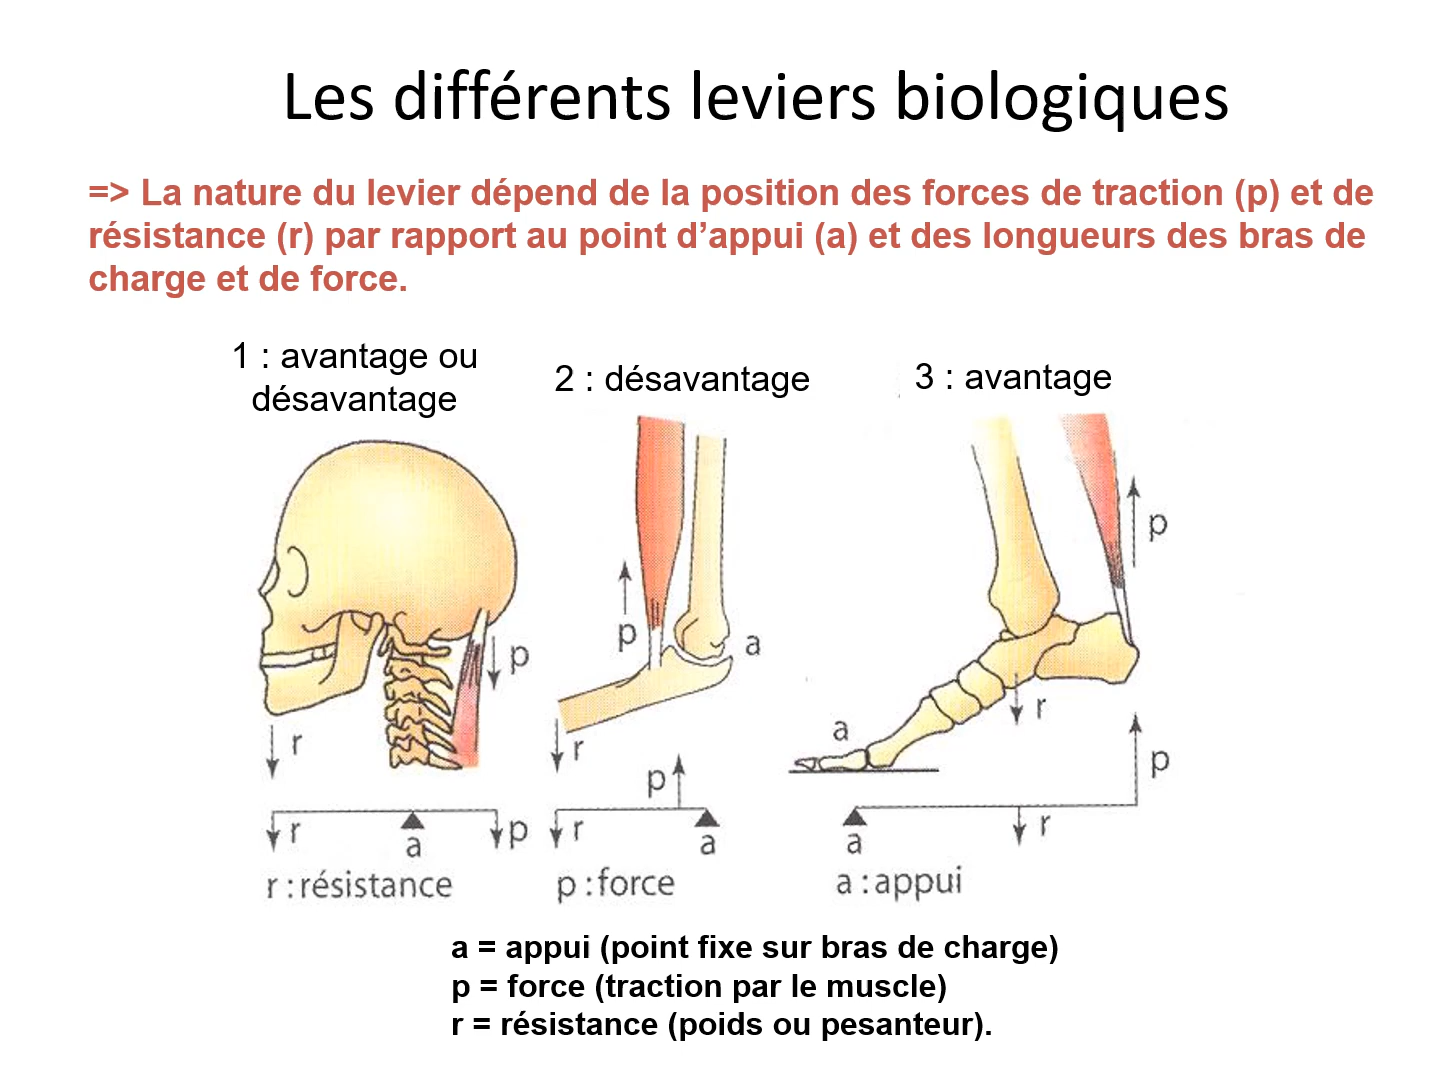 Les différents leviers biologiques
=> La nature du levier dépend de la position des forces de traction (p) et de
résistance (r) par rapport au point d’appui (a) et des longueurs des bras de
charge et de force.
1 : avantage ou
désavantage
2 : désavantage
3 : avantage
p
r
p
a
r
p
a
r
r
a
p
r
p
a
a
r
p
r : résistance
p : force
a : appui
a = appui (point fixe sur bras de charge)
p = force (traction par le muscle)
r = résistance (poids ou pesanteur).